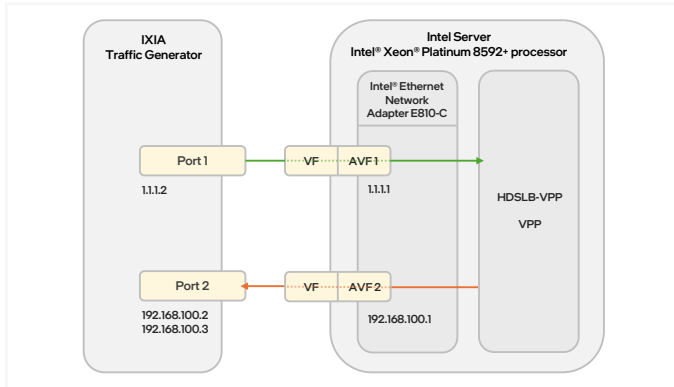 IXIA
Traffic Generator
Intel Server
Intel® Xeon® Platinum 8592+ processor
Intel® Ethernet
Network
Adapter E810-C
Port 1
VF
AVF 1
1.1.1.2
1.1.1.1
HDSLB-VPP
VPP
Port 2
VF
AVF 2
192.168.100.2
192.168.100.3
192.168.100.1